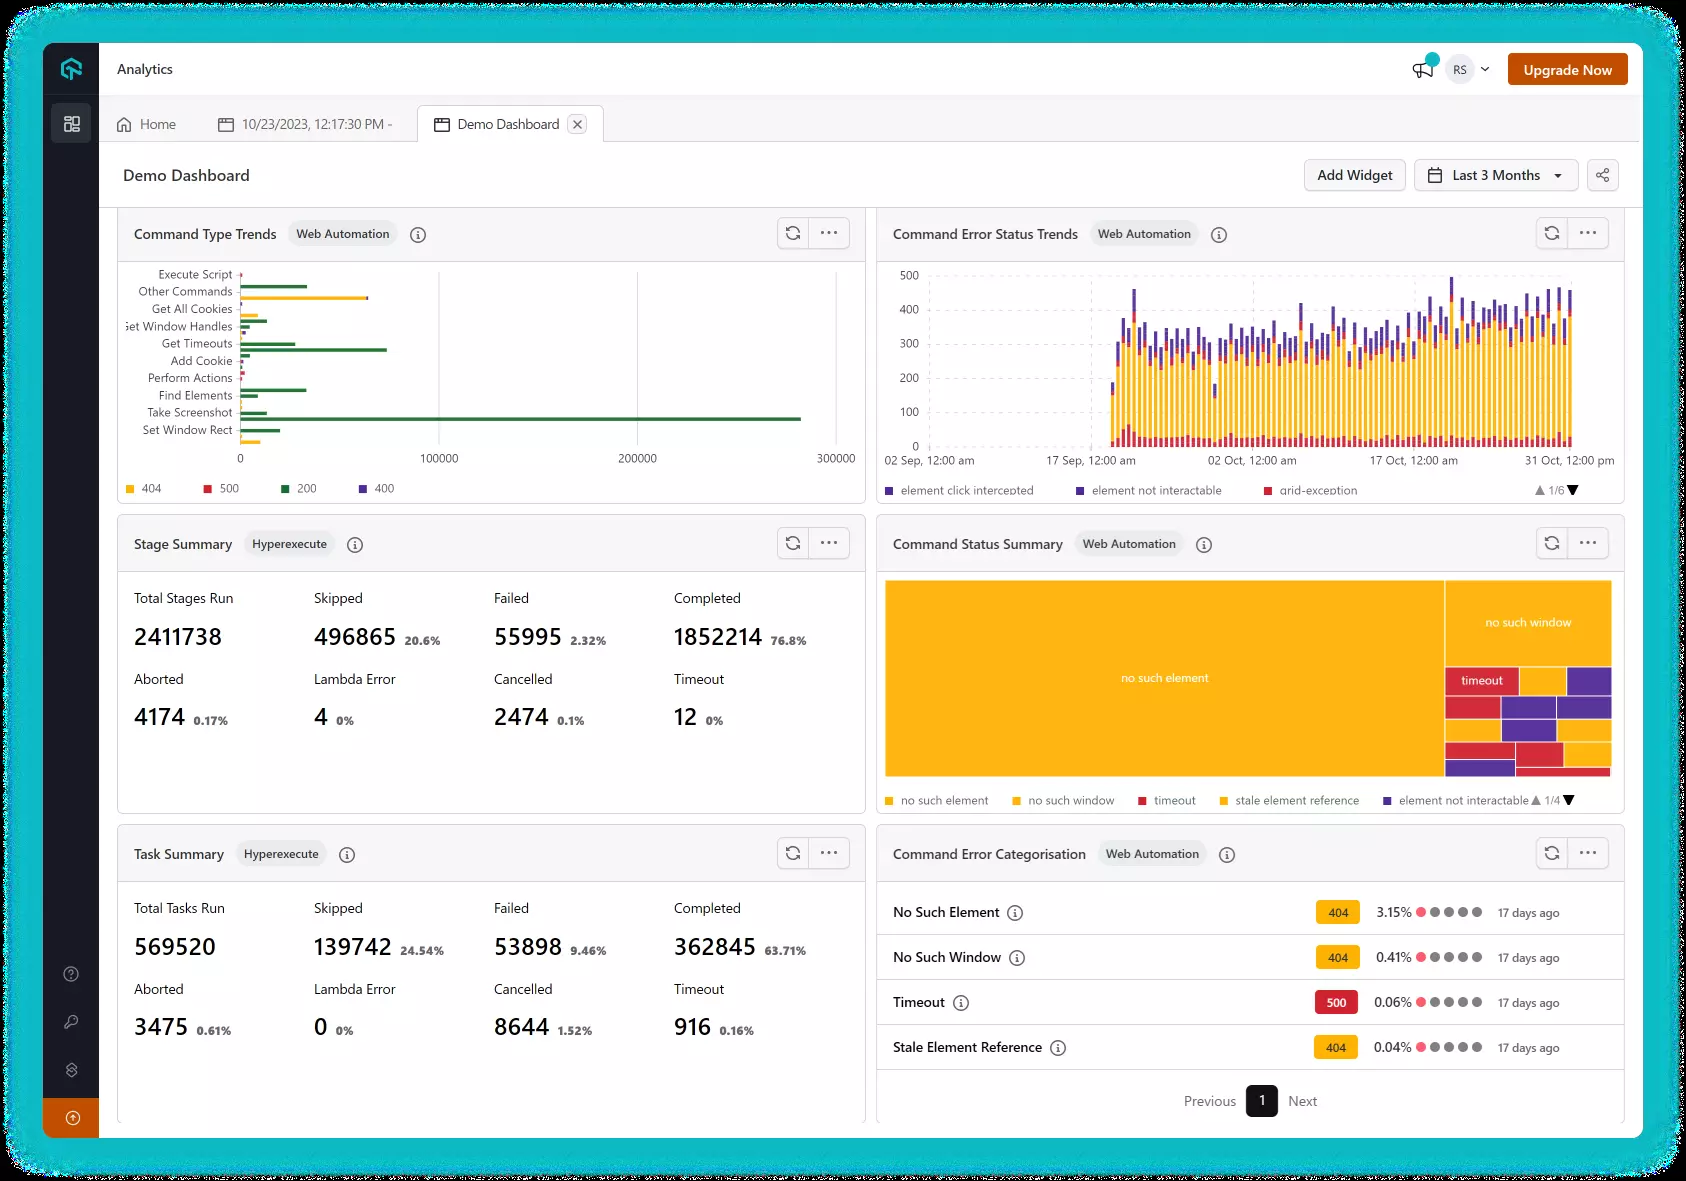 Analytics
RS
Upgrade Now
Home
10/23/2023, 12:17:30 PM -
Demo Dashboard
Demo Dashboard
Add Widget
Last 3 Months
Command Type Trends
Web Automation
Execute Script
Other Commands
Get All Cookies
Set Window Handles
Get Timeouts
Add Cookie
Perform Actions
Find Elements
Take Screenshot
Set Window Rect
0 100000 200000 300000
404 500 200 400
Command Error Status Trends
Web Automation
500
400
300
200
100
0
02 Sep, 12:00 am 17 Sep, 12:00 am 02 Oct, 12:00 am 17 Oct, 12:00 am 31 Oct, 12:00 pm
element click intercepted element not interactable grid-exception 1/6
Stage Summary
Hyperexecute
Total Stages Run Skipped Failed Completed
2411738 496865 20.6% 55995 2.32% 1852214 76.8%
Aborted Lambda Error Cancelled Timeout
4174 0.17% 4 0% 2474 0.1% 12 0%
Command Status Summary
Web Automation
no such element
no such window
timeout
no such element no such window timeout stale element reference element not interactable 1/4
Task Summary
Hyperexecute
Total Tasks Run Skipped Failed Completed
569520 139742 24.54% 53898 9.46% 362845 63.71%
Aborted Lambda Error Cancelled Timeout
3475 0.61% 0 0% 8644 1.52% 916 0.16%
Command Error Categorisation
Web Automation
No Such Element 404 3.15% 17 days ago
No Such Window 404 0.41% 17 days ago
Timeout 500 0.06% 17 days ago
Stale Element Reference 404 0.04% 17 days ago
Previous 1 Next